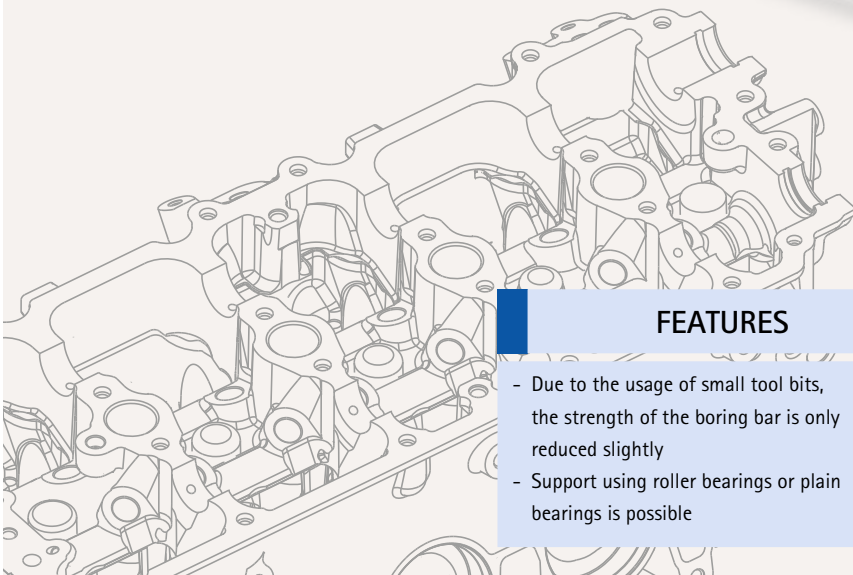 FEATURES
- Due to the usage of small tool bits,
the strength of the boring bar is only
reduced slightly
- Support using roller bearings or plain
bearings is possible